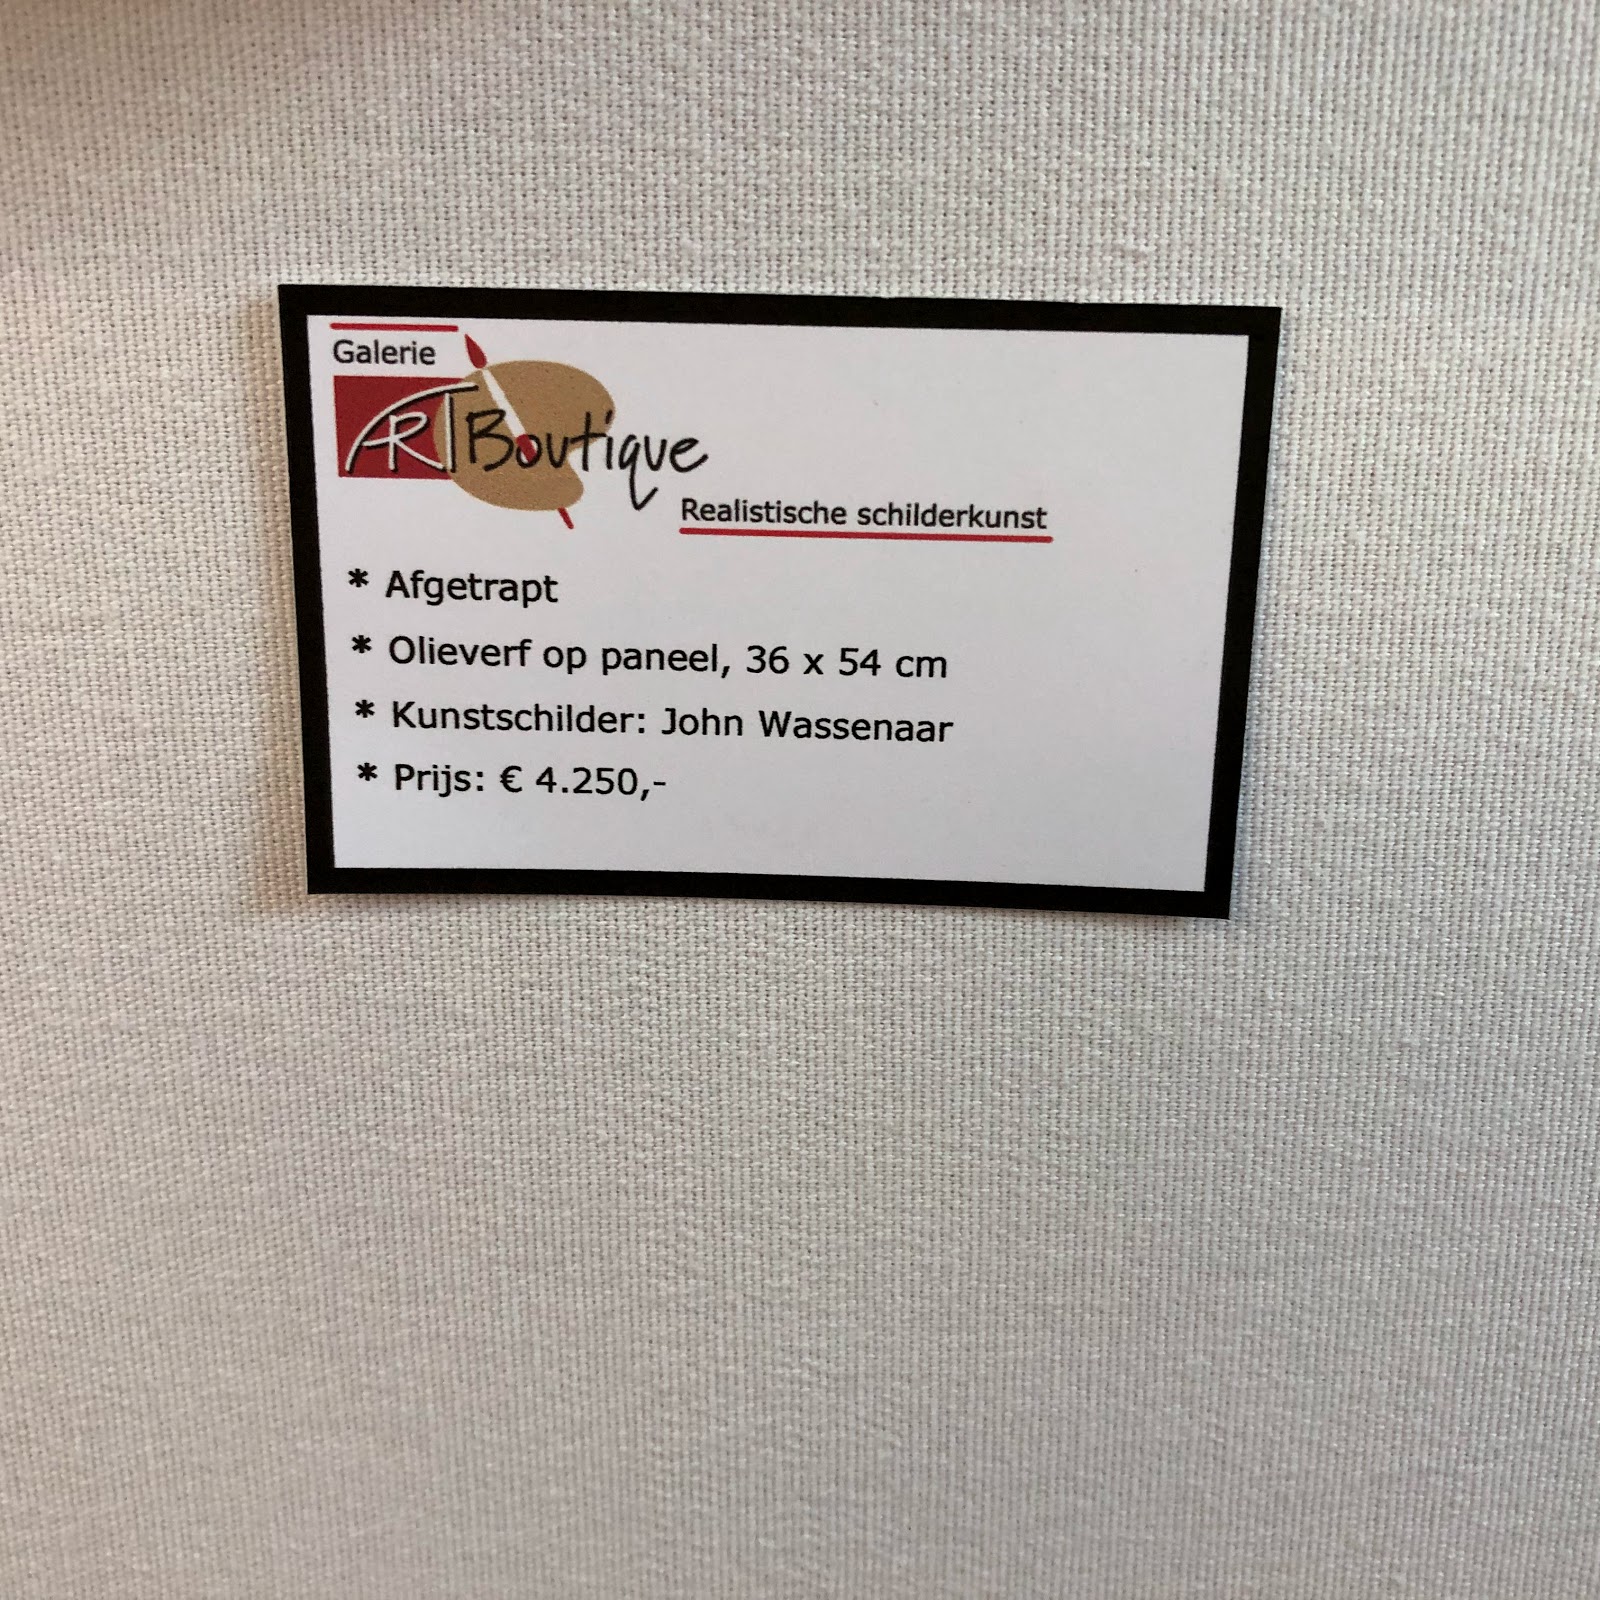 Galerie
ARTBoutique
Realistische schilderkunst
* Afgetrapt
* Olieverf op paneel, 36 x 54 cm
* Kunstschilder: John Wassenaar
* Prijs: € 4.250,-